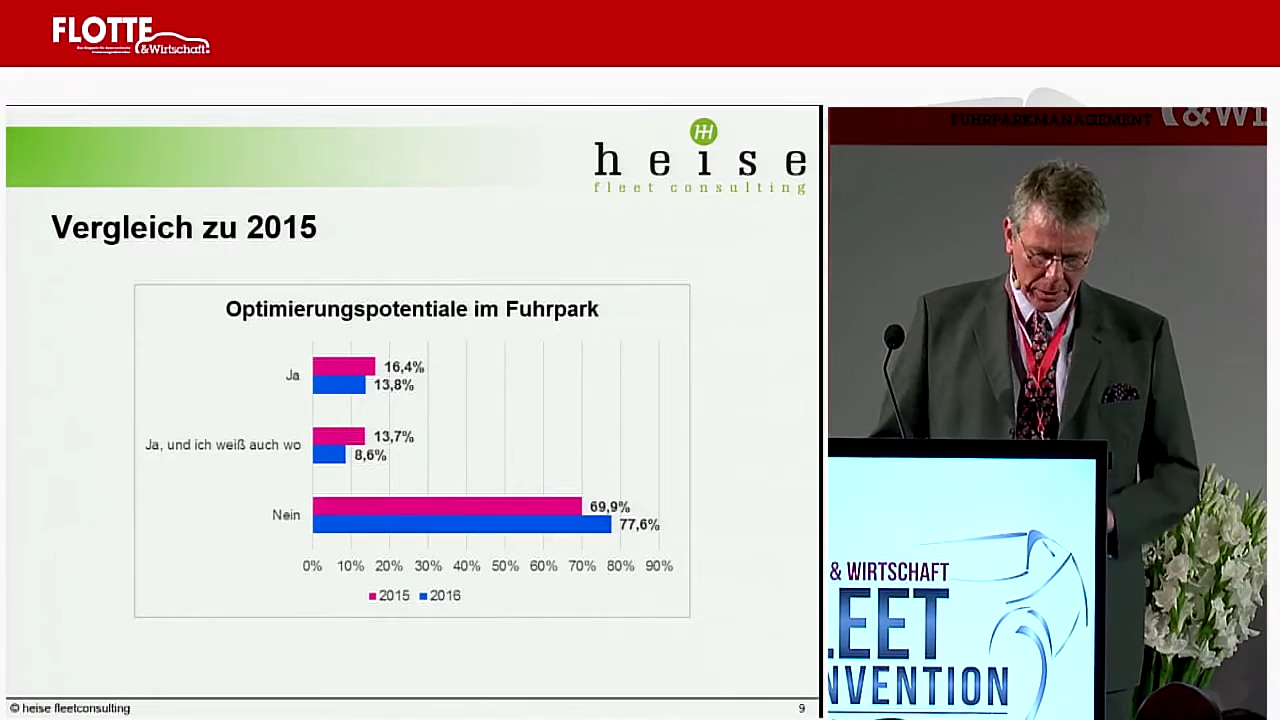 FLOTTE
&Wirtschaft
heise
fleet consulting
Vergleich zu 2015
Optimierungspotentiale im Fuhrpark
Ja
16,4%
13,8%
Ja, und ich weiß auch wo
13,7%
8,6%
Nein
69,9%
77,6%
0% 10% 20% 30% 40% 50% 60% 70% 80% 90%
2015 2016
© heise fleetconsulting
9
FUHRPARKMANAGEMENT
&WI
& WIRTSCHAFT
LEET
NVENTION